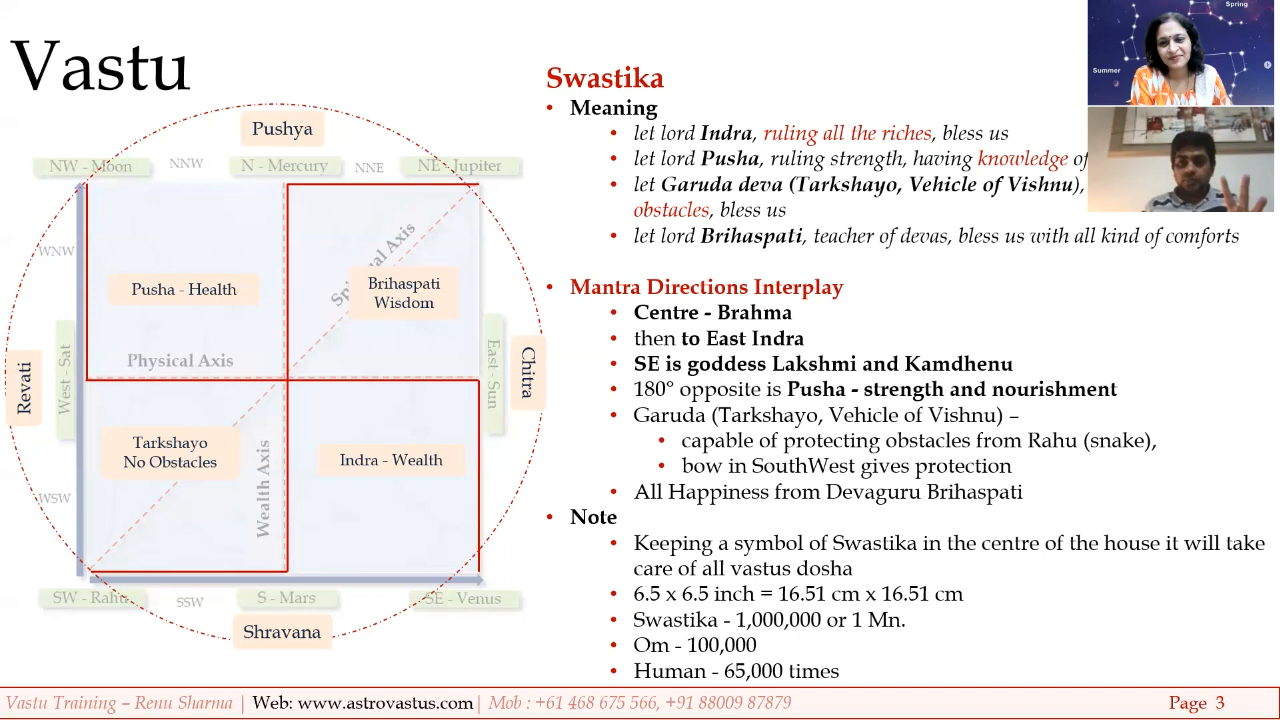 Vastu
Pushya
NW - Moon
NNW
N - Mercury
NNE
NE - Jupiter
WNW
Pusha - Health
Brihaspati
Wisdom
Physical Axis
Revati
West - Sat
East - Sun
Chitra
Tarkshayo
No Obstacles
Wealth Axis
Indra - Wealth
WSW
SW - Rahu
SSW
S - Mars
SE - Venus
Shravana
Swastika
• Meaning
• let lord Indra, ruling all the riches, bless us
• let lord Pusha, ruling strength, having knowledge of
• let Garuda deva (Tarkshayo, Vehicle of Vishnu),
obstacles, bless us
• let lord Brihaspati, teacher of devas, bless us with all kind of comforts
• Mantra Directions Interplay
• Centre - Brahma
• then to East Indra
• SE is goddess Lakshmi and Kamdhenu
• 180° opposite is Pusha - strength and nourishment
• Garuda (Tarkshayo, Vehicle of Vishnu) –
• capable of protecting obstacles from Rahu (snake),
• bow in SouthWest gives protection
• All Happiness from Devaguru Brihaspati
• Note
• Keeping a symbol of Swastika in the centre of the house it will take
care of all vastus dosha
• 6.5 x 6.5 inch = 16.51 cm x 16.51 cm
• Swastika - 1,000,000 or 1 Mn.
• Om - 100,000
• Human - 65,000 times
Spring
Summer
Vastu Training – Renu Sharma | Web: www.astrovastus.com | Mob : +61 468 675 566, +91 88009 87879
Page 3